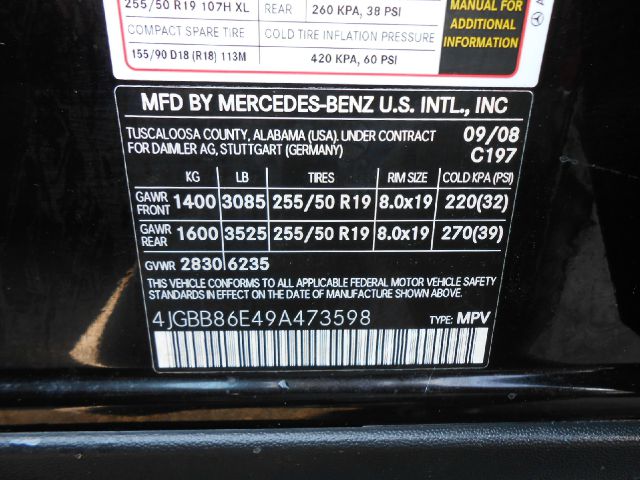 255/50 R19 107H XL REAR 260 KPA, 38 PSI
COMPACT SPARE TIRE COLD TIRE INFLATION PRESSURE
155/90 D18 (R18) 113M 420 KPA, 60 PSI
MANUAL FOR
ADDITIONAL
INFORMATION
MFD BY MERCEDES-BENZ U.S. INTL., INC
TUSCALOOSA COUNTY, ALABAMA (USA). UNDER CONTRACT 09/08
FOR DAIMLER AG, STUTTGART (GERMANY) C197
KG LB TIRES RIM SIZE COLD KPA (PSI)
GAWR FRONT 1400 3085 255/50 R19 8.0x19 220(32)
GAWR REAR 1600 3525 255/50 R19 8.0x19 270(39)
GVWR 2830 6235
THIS VEHICLE CONFORMS TO ALL APPLICABLE FEDERAL MOTOR VEHICLE SAFETY
STANDARDS IN EFFECT ON THE DATE OF MANUFACTURE SHOWN ABOVE.
4JGBB86E49A473598 TYPE: MPV